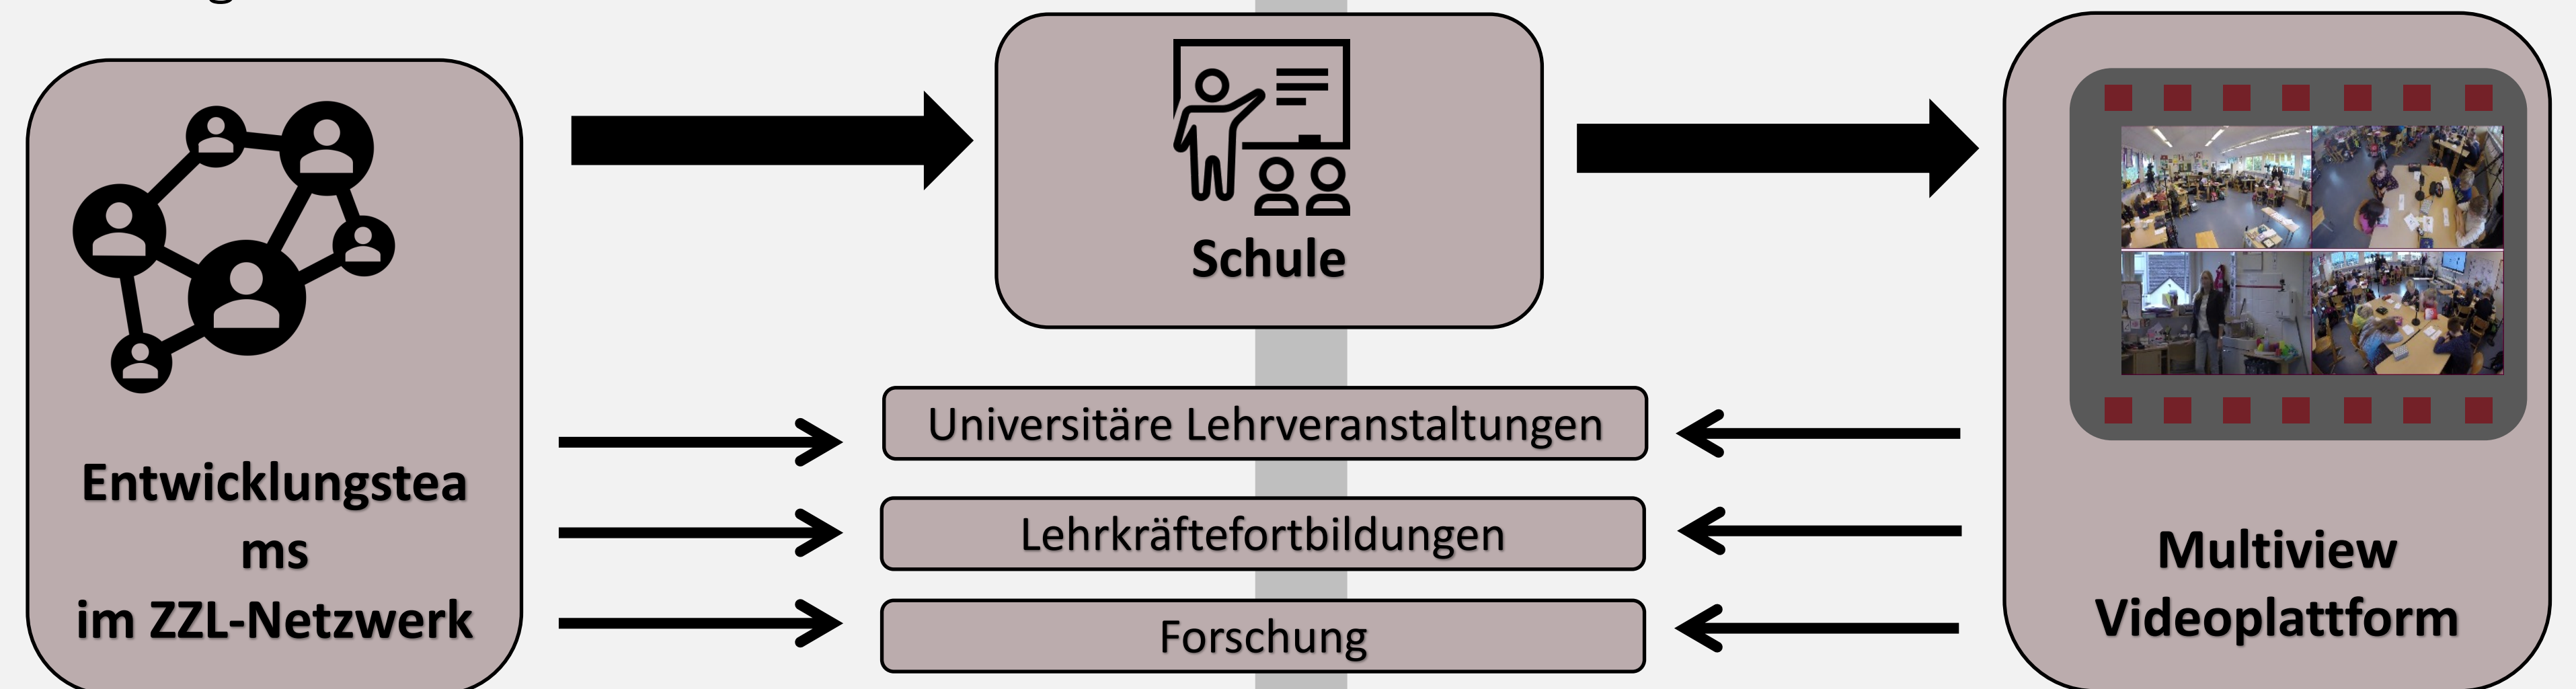 Schule
Universitäre Lehrveranstaltungen
Lehrkräftefortbildungen
Forschung
Entwicklungstea
ms
im ZZL-Netzwerk
Multiview
Videoplattform